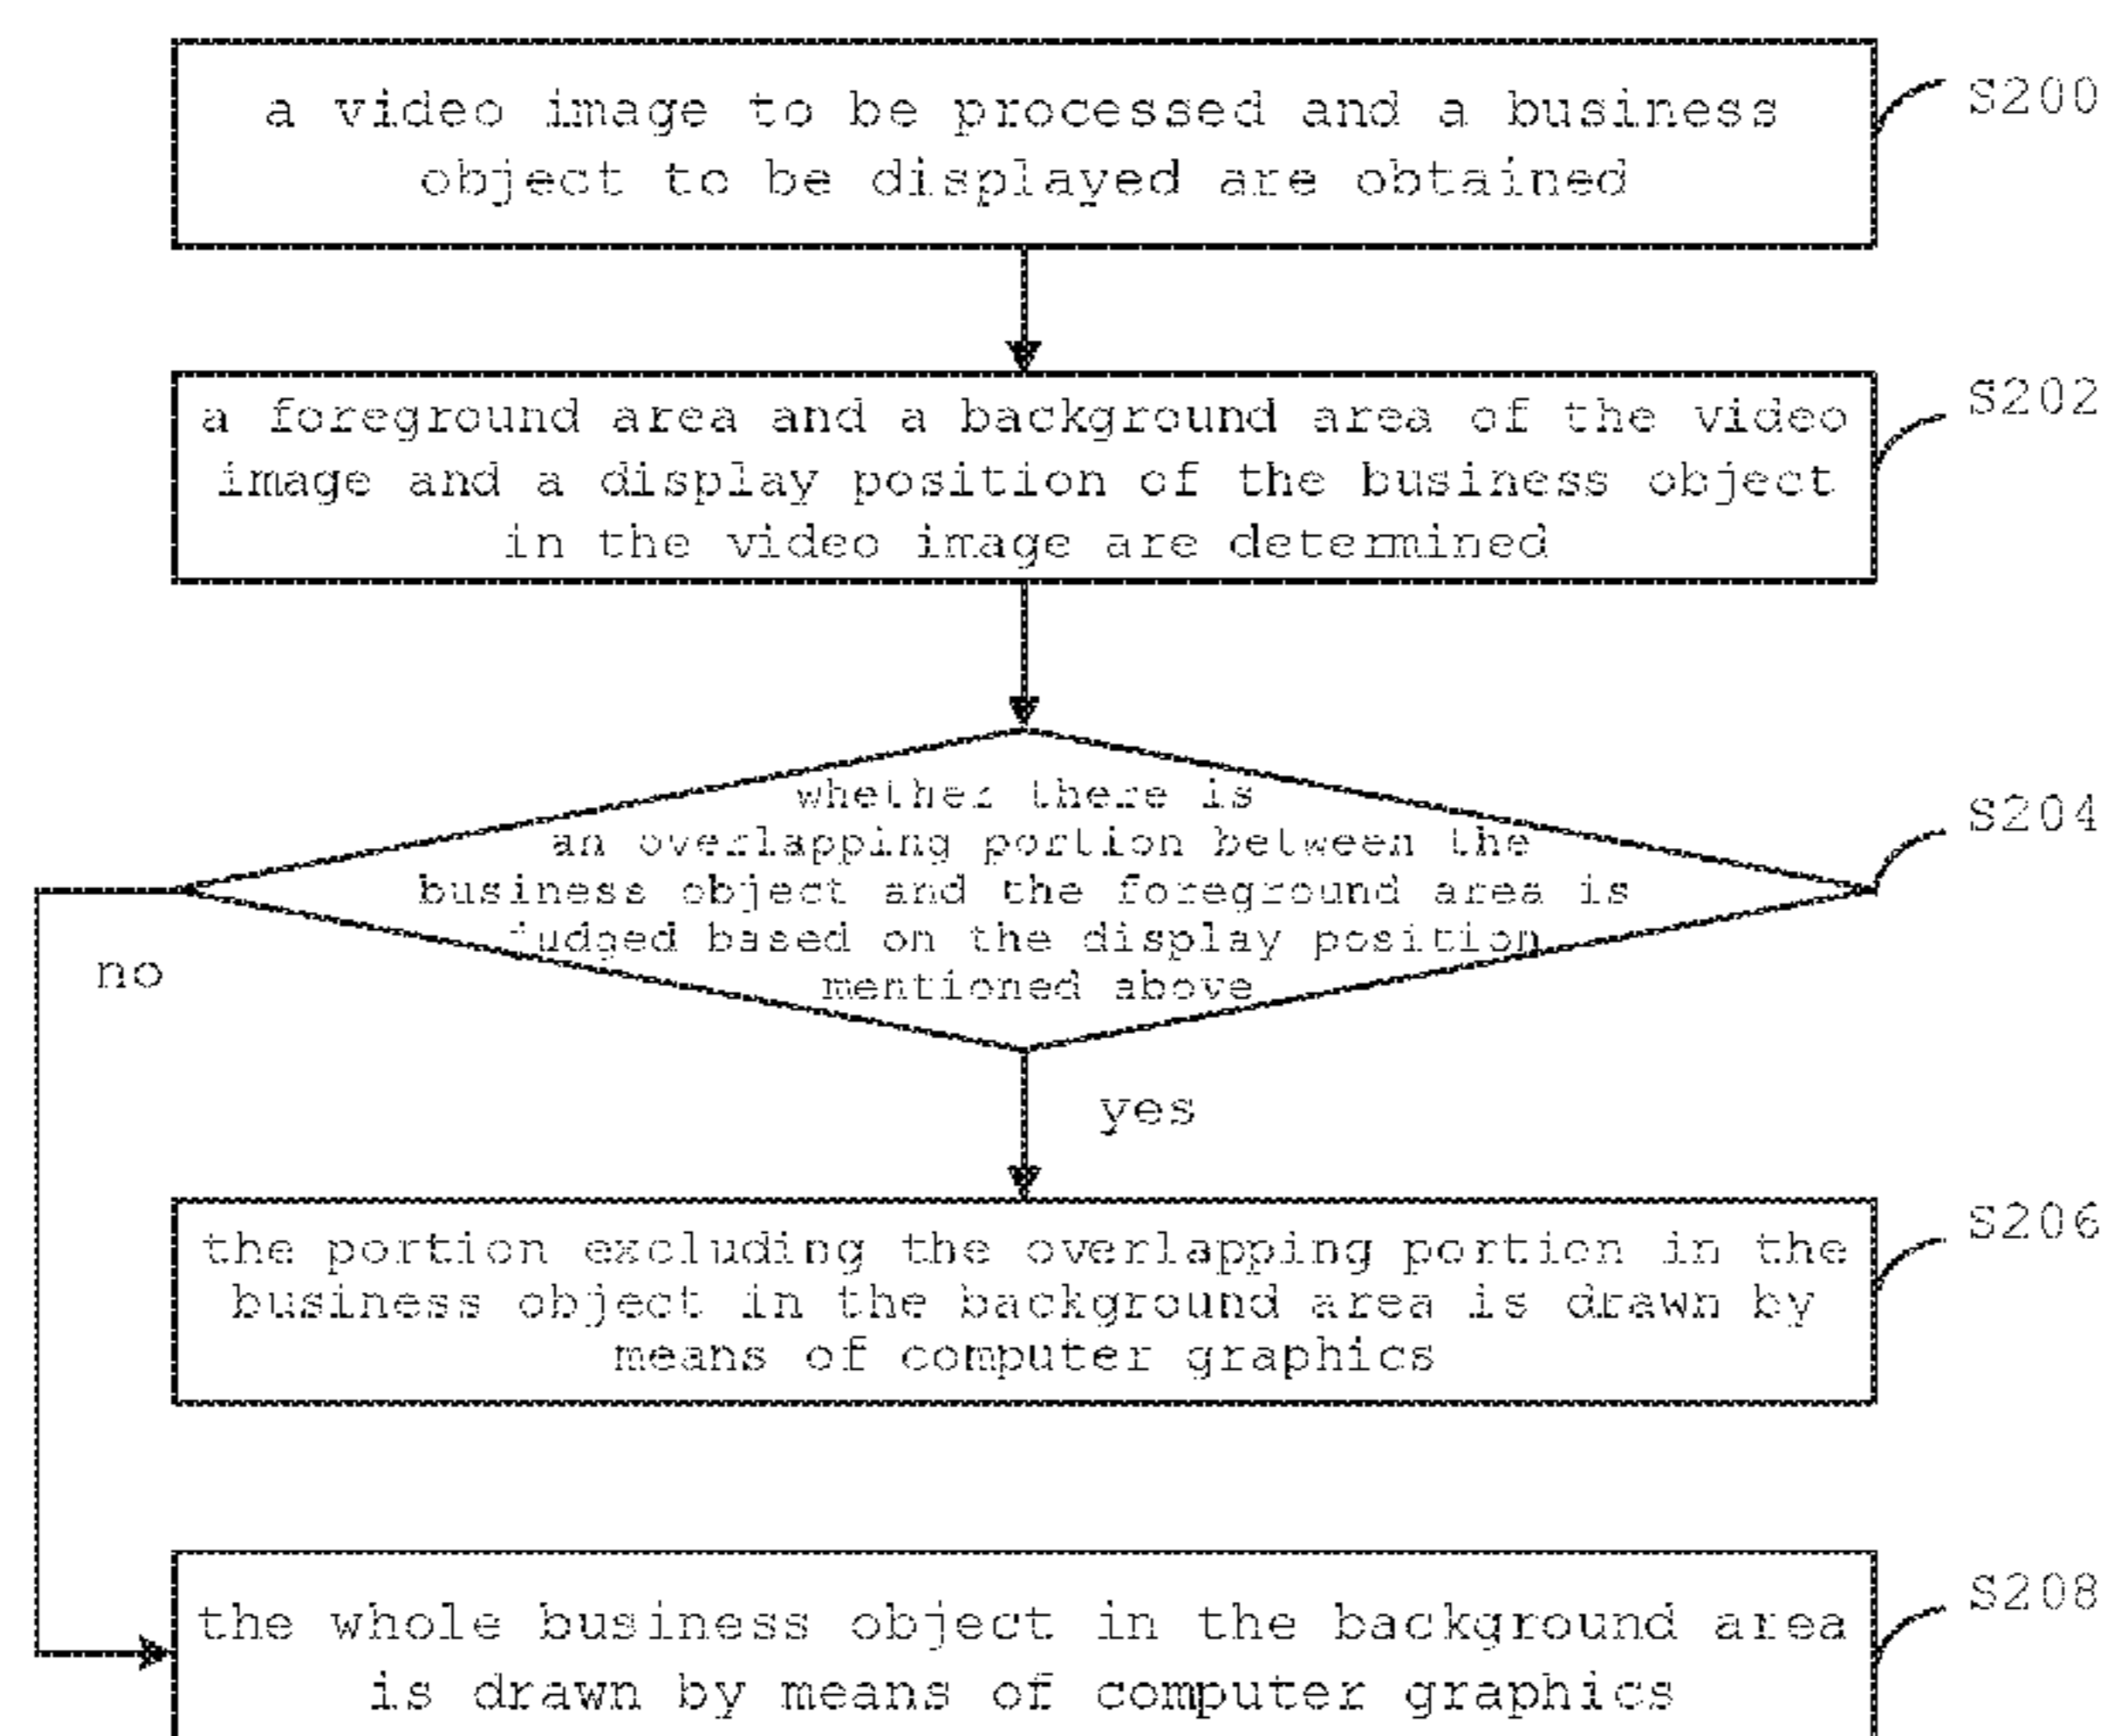 a video image to be processed and a business
object to be displayed are obtained
S200
a foreground area and a background area of the video
image and a display position of the business object
in the video image are determined
S202
whether there is
an overlapping portion between the
business object and the foreground area is
judged based on the display position
mentioned above
S204
no
yes
the portion excluding the overlapping portion in the
business object in the background area is drawn by
means of computer graphics
S206
the whole business object in the background area
is drawn by means of computer graphics
S208